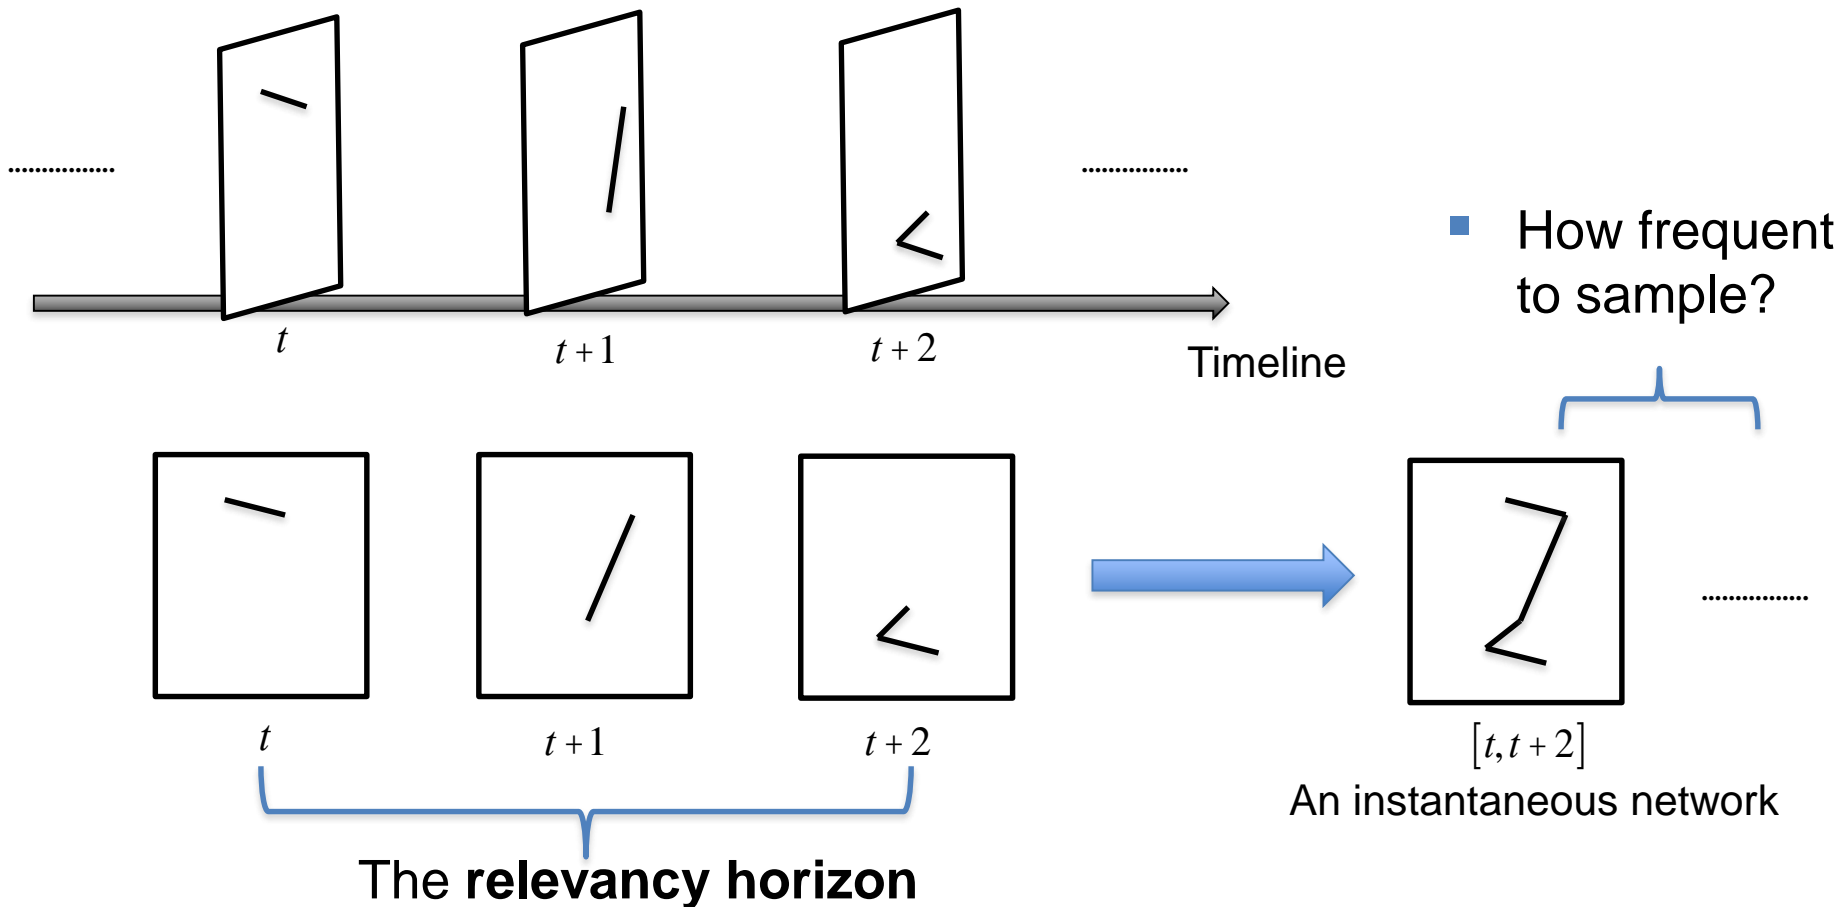 t
t + 1
t + 2
Timeline
How frequent
to sample?
t
t + 1
t + 2
[t, t + 2]
An instantaneous network
The relevancy horizon